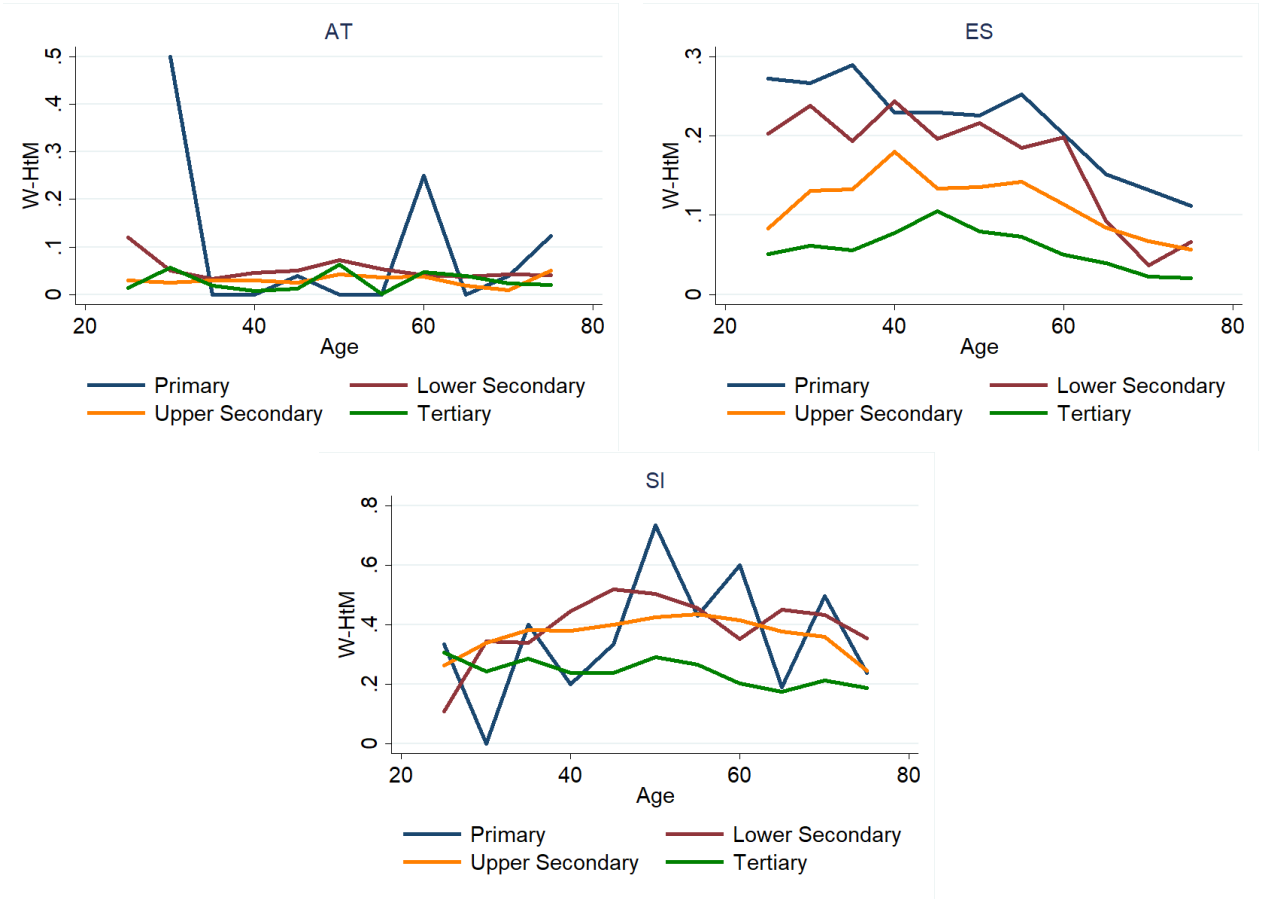 AT
W-HtM
.5
.4
.3
.2
.1
0
20 40 60 80
Age
Primary Lower Secondary
Upper Secondary Tertiary
ES
W-HtM
.3
.2
.1
0
20 40 60 80
Age
Primary Lower Secondary
Upper Secondary Tertiary
SI
W-HtM
.8
.6
.4
.2
0
20 40 60 80
Age
Primary Lower Secondary
Upper Secondary Tertiary